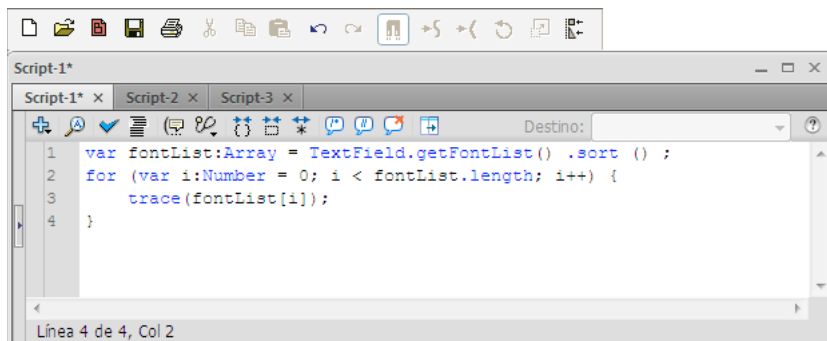 Script-1*
Script-1* × Script-2 × Script-3 ×
Destino:
1 var fontList:Array = TextField.getFontList() .sort () ;
2 for (var i:Number = 0; i < fontList.length; i++) {
3 trace(fontList[i]);
4 }
Línea 4 de 4, Col 2